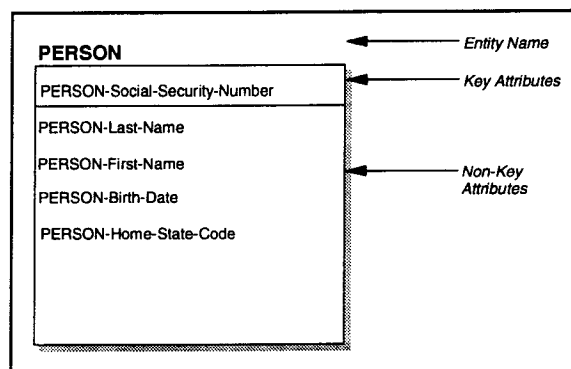 PERSON
Entity Name
PERSON-Social-Security-Number
Key Attributes
PERSON-Last-Name
PERSON-First-Name
Non-Key
Attributes
PERSON-Birth-Date
PERSON-Home-State-Code